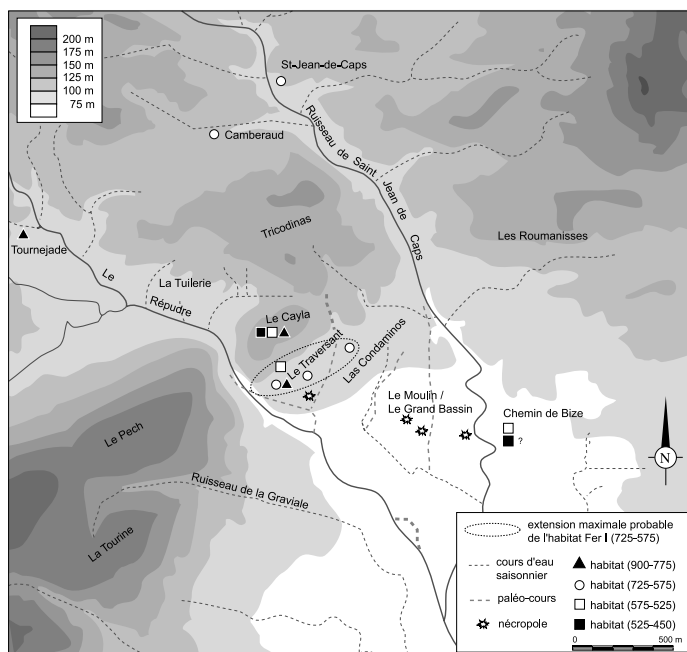 200 m
175 m
150 m
125 m
100 m
75 m
St-Jean-de-Caps
Ruisseau de Saint Jean de Caps
Camberaud
Tricodinas
Les Roumanisses
Tournejade
Le Répudre
La Tuilerie
Le Cayla
Le Traversant
Las Condaminos
Le Moulin /
Le Grand Bassin
Chemin de Bize
?
Le Pech
N
Ruisseau de la Graviale
La Tourine
extension maximale probable
de l'habitat Fer I (725-575)
cours d'eau
saisonnier
paléo-cours
nécropole
habitat (900-775)
habitat (725-575)
habitat (575-525)
habitat (525-450)
0 500 m